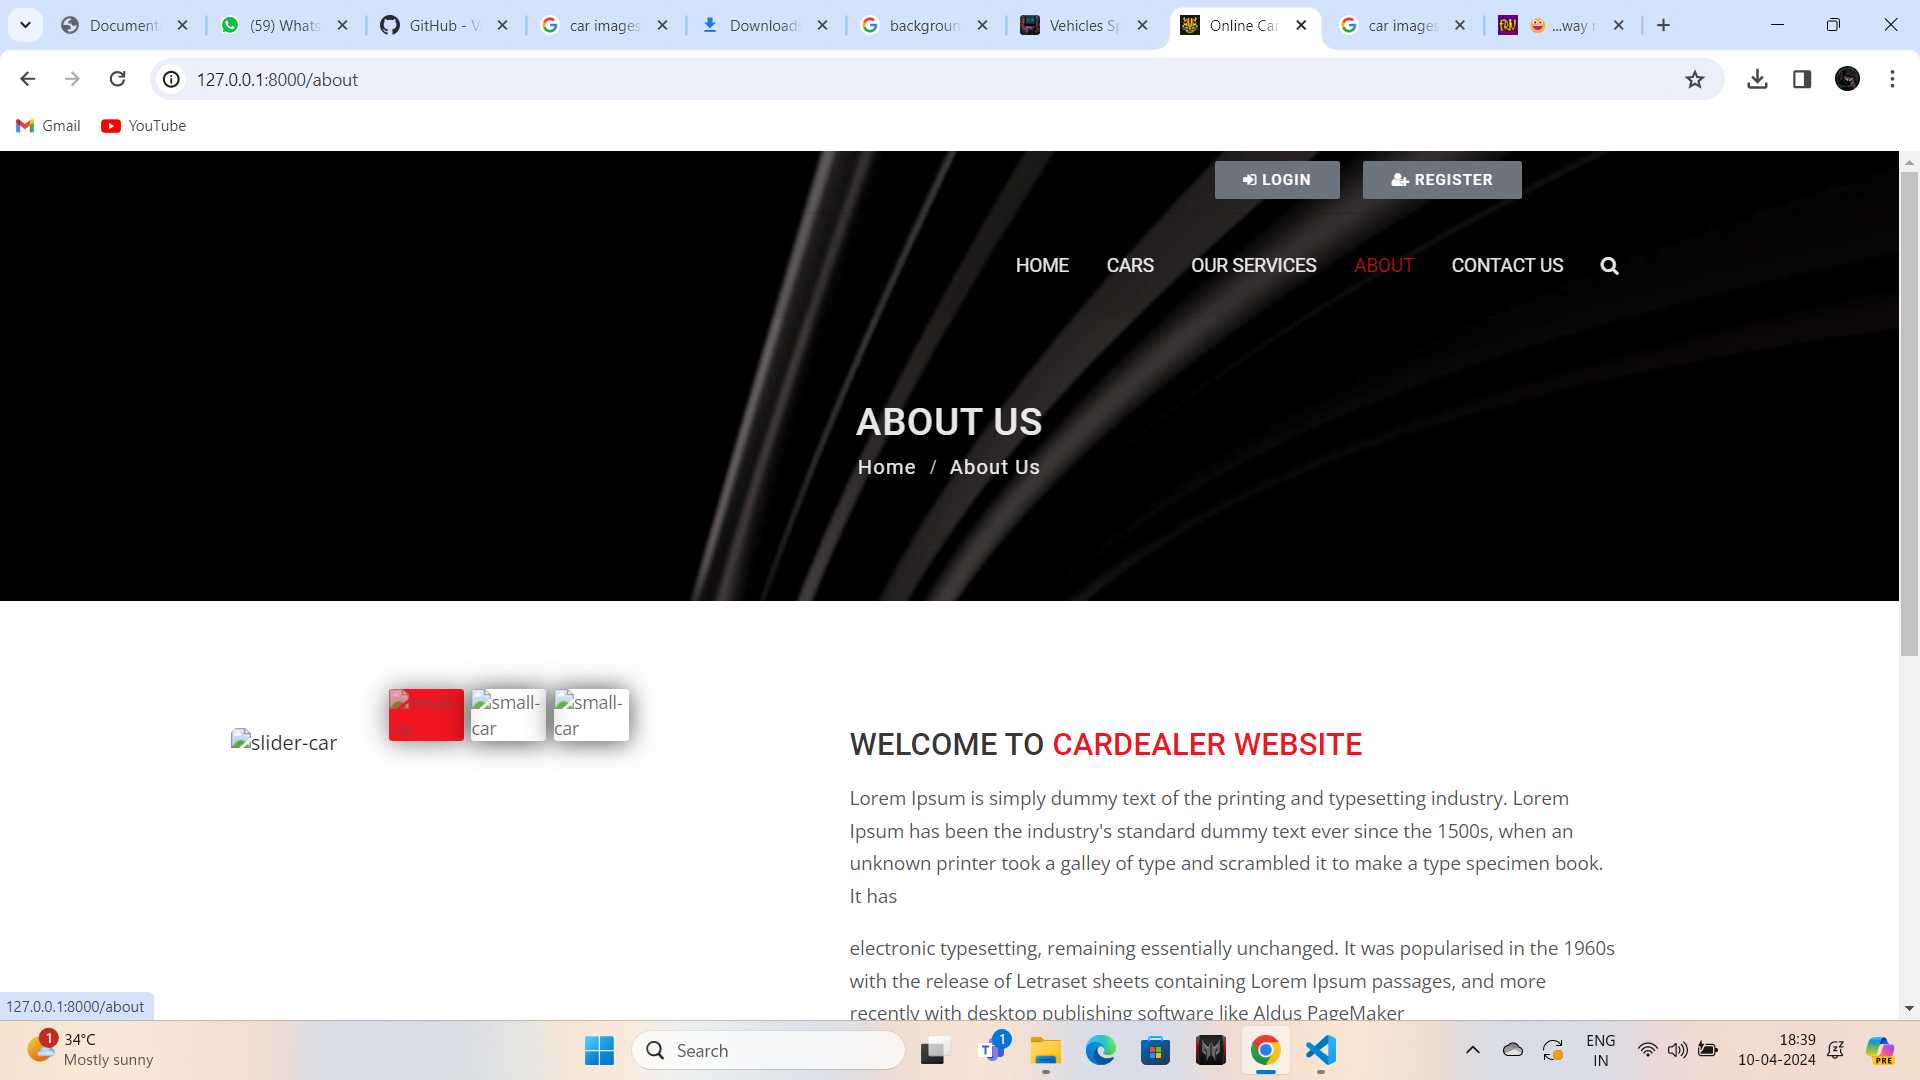 Document
(59) Whats
GitHub - V
car images
Downloads
backgroun
Vehicles Sp
Online Car
car images
...way r
127.0.0.1:8000/about
Gmail
YouTube
LOGIN
REGISTER
HOME
CARS
OUR SERVICES
ABOUT
CONTACT US
ABOUT US
Home / About Us
small-
car
small-
car
small-
car
slider-car
WELCOME TO CARDEALER WEBSITE
Lorem Ipsum is simply dummy text of the printing and typesetting industry. Lorem
Ipsum has been the industry's standard dummy text ever since the 1500s, when an
unknown printer took a galley of type and scrambled it to make a type specimen book.
It has
electronic typesetting, remaining essentially unchanged. It was popularised in the 1960s
with the release of Letraset sheets containing Lorem Ipsum passages, and more
recently with desktop publishing software like Aldus PageMaker
127.0.0.1:8000/about
1
34°C
Mostly sunny
Search
1
ENG
IN
18:39
10-04-2024
PRE